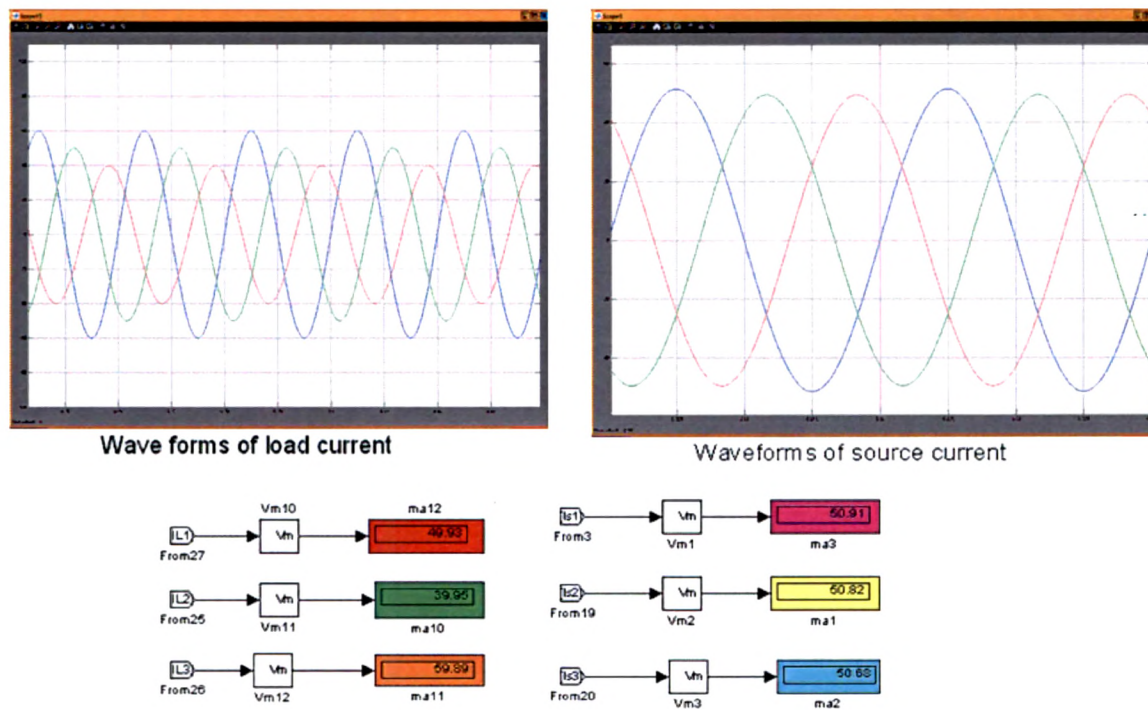 Wave forms of load current
Waveforms of source current
Vm10
ma12
IL1
Vm
49.93
From27
IL2
Vm
39.95
From25
Vm11
ma10
IL3
Vm
59.89
From26
Vm12
ma11
Is1
Vm
50.91
From3
Vm1
ma3
Is2
Vm
50.82
From19
Vm2
ma1
Is3
Vm
50.63
From20
Vm3
ma2